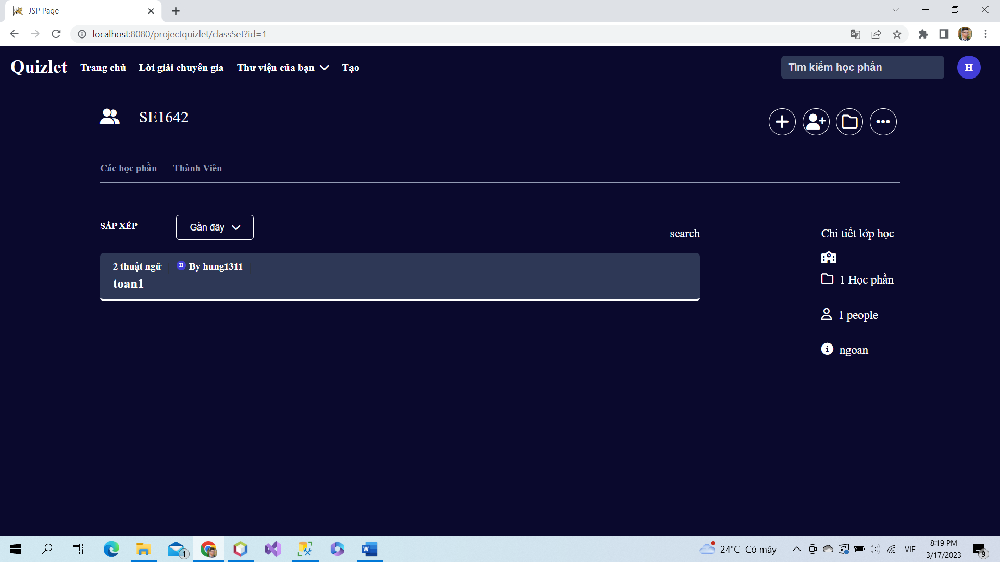 JSP Page
localhost:8080/projectquizlet/classSet?id=1
Quizlet Trang chủ Lời giải chuyên gia Thư viện của bạn Tạo Tìm kiếm học phần H
SE1642
Các học phần Thành Viên
SẮP XẾP Gần đây
search
Chi tiết lớp học
2 thuật ngữ H By hung1311
toan1
1 Học phần
1 people
ngoan
1
24°C Có mây
VIE
8:19 PM
3/17/2023
9